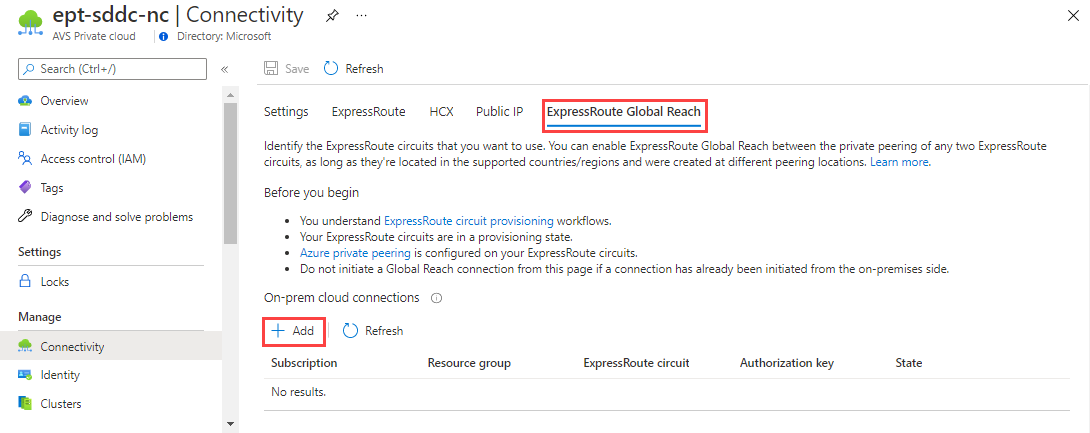 ept-sddc-nc | Connectivity
AVS Private cloud
Directory: Microsoft
Search (Ctrl+/)
«
Overview
Activity log
Access control (IAM)
Tags
Diagnose and solve problems
Settings
Locks
Manage
Connectivity
Identity
Clusters
Save
Refresh
Settings
ExpressRoute
HCX
Public IP
ExpressRoute Global Reach
Identify the ExpressRoute circuits that you want to use. You can enable ExpressRoute Global Reach between the private peering of any two ExpressRoute
circuits, as long as they're located in the supported countries/regions and were created at different peering locations. Learn more.
Before you begin
• You understand ExpressRoute circuit provisioning workflows.
• Your ExpressRoute circuits are in a provisioning state.
• Azure private peering is configured on your ExpressRoute circuits.
• Do not initiate a Global Reach connection from this page if a connection has already been initiated from the on-premises side.
On-prem cloud connections
+ Add
Refresh
Subscription
Resource group
ExpressRoute circuit
Authorization key
State
No results.